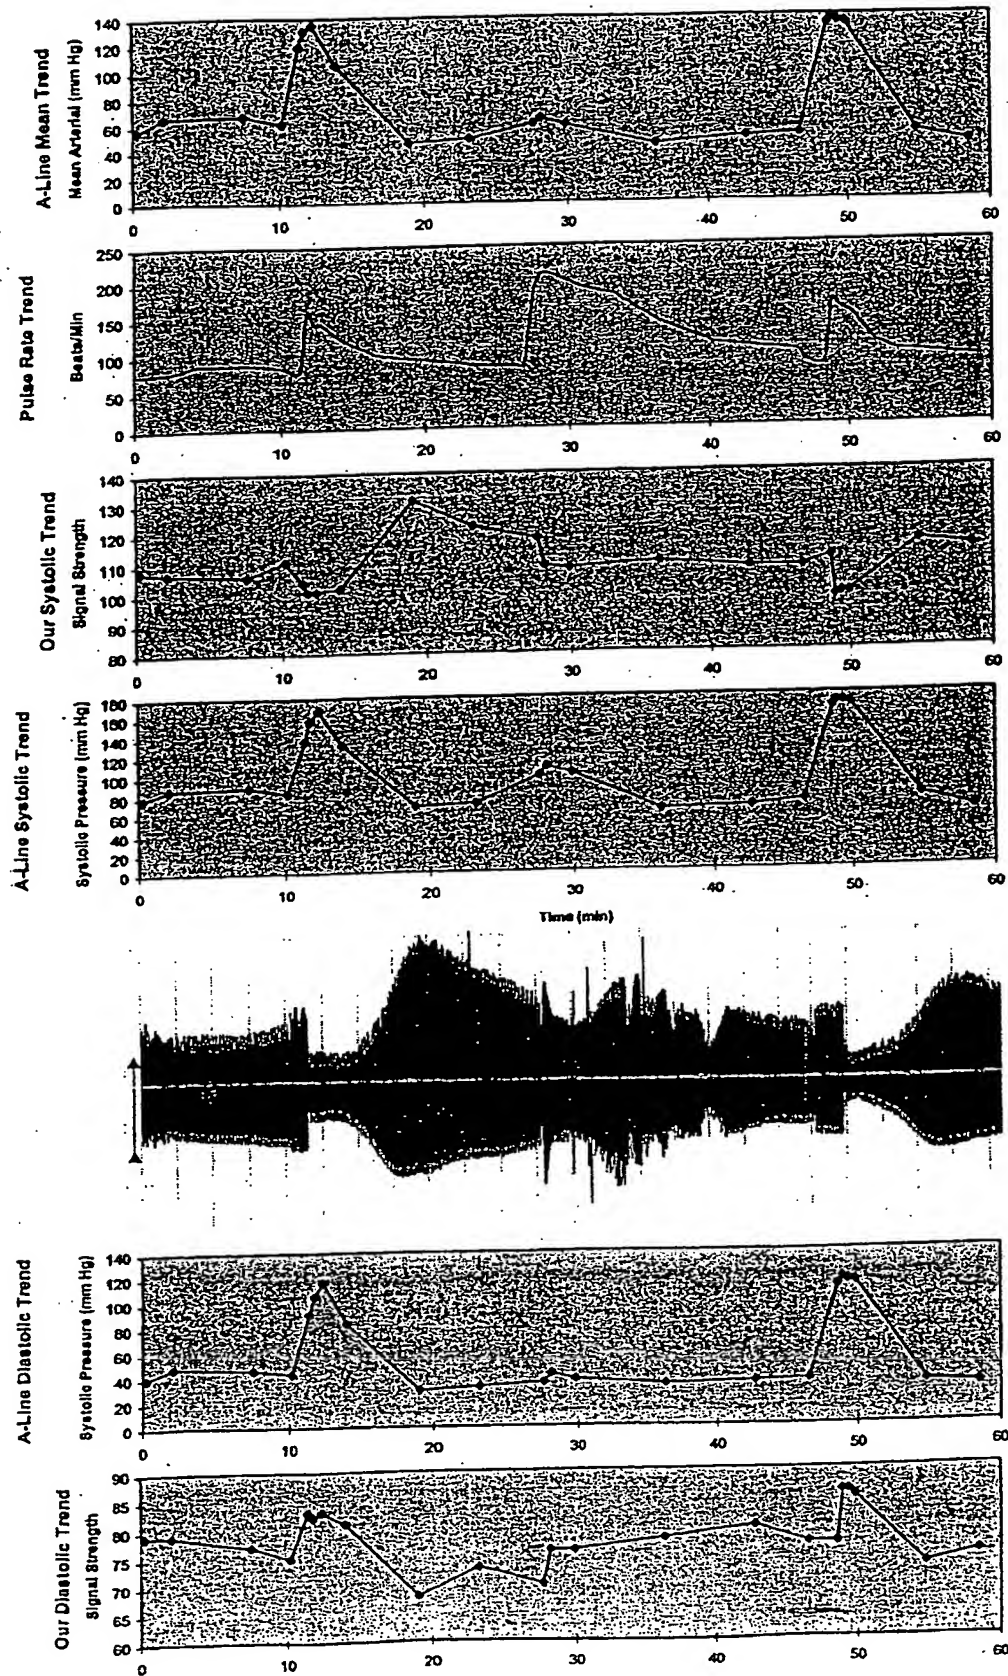 A-Line Mean Trend
Mean Arterial (mm Hg)
140
120
100
80
60
40
20
0
0 10 20 30 40 50 60
Pulse Rate Trend
Beats/Min
250
200
150
100
50
0
0 10 20 30 40 50 60
Our Systolic Trend
Signal Strength
140
130
120
110
100
90
80
0 10 20 30 40 50 60
A-Line Systolic Trend
Systolic Pressure (mm Hg)
180
160
140
120
100
80
60
40
20
0
0 10 20 30 40 50 60
Time (min)
A-Line Diastolic Trend
Systolic Pressure (mm Hg)
140
120
100
80
60
40
20
0
0 10 20 30 40 50 60
Our Diastolic Trend
Signal Strength
90
85
80
75
70
65
60
0 10 20 30 40 50 60